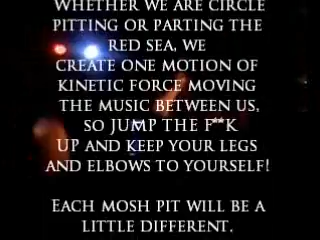 Whether we are circle
pitting or parting the
red sea, we
create one motion of
kinetic force moving
the music between us,
so JUMP THE F**K
UP and keep your legs
and elbows to yourself!
Each mosh pit will be a
little different.